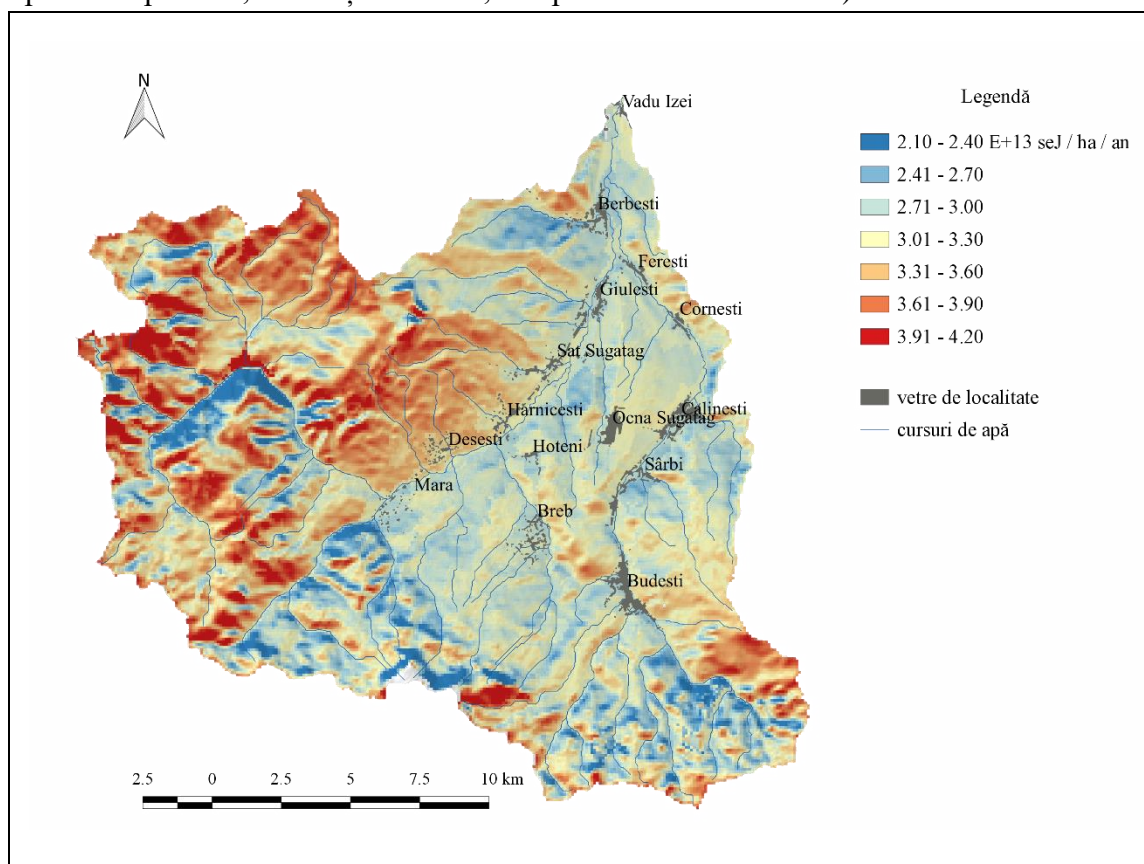 N
Vadu Izei
Berbesti
Feresti
Giulesti
Cornesti
Sat Sugatag
Harnicesti
Calinesti
Ocna Sugatag
Desesti
Hoteni
Sârbi
Mara
Breb
Budesti
2.5 0 2.5 5 7.5 10 km
Legendă
2.10 - 2.40 E+13 seJ / ha / an
2.41 - 2.70
2.71 - 3.00
3.01 - 3.30
3.31 - 3.60
3.61 - 3.90
3.91 - 4.20
vetre de localitate
cursuri de apă